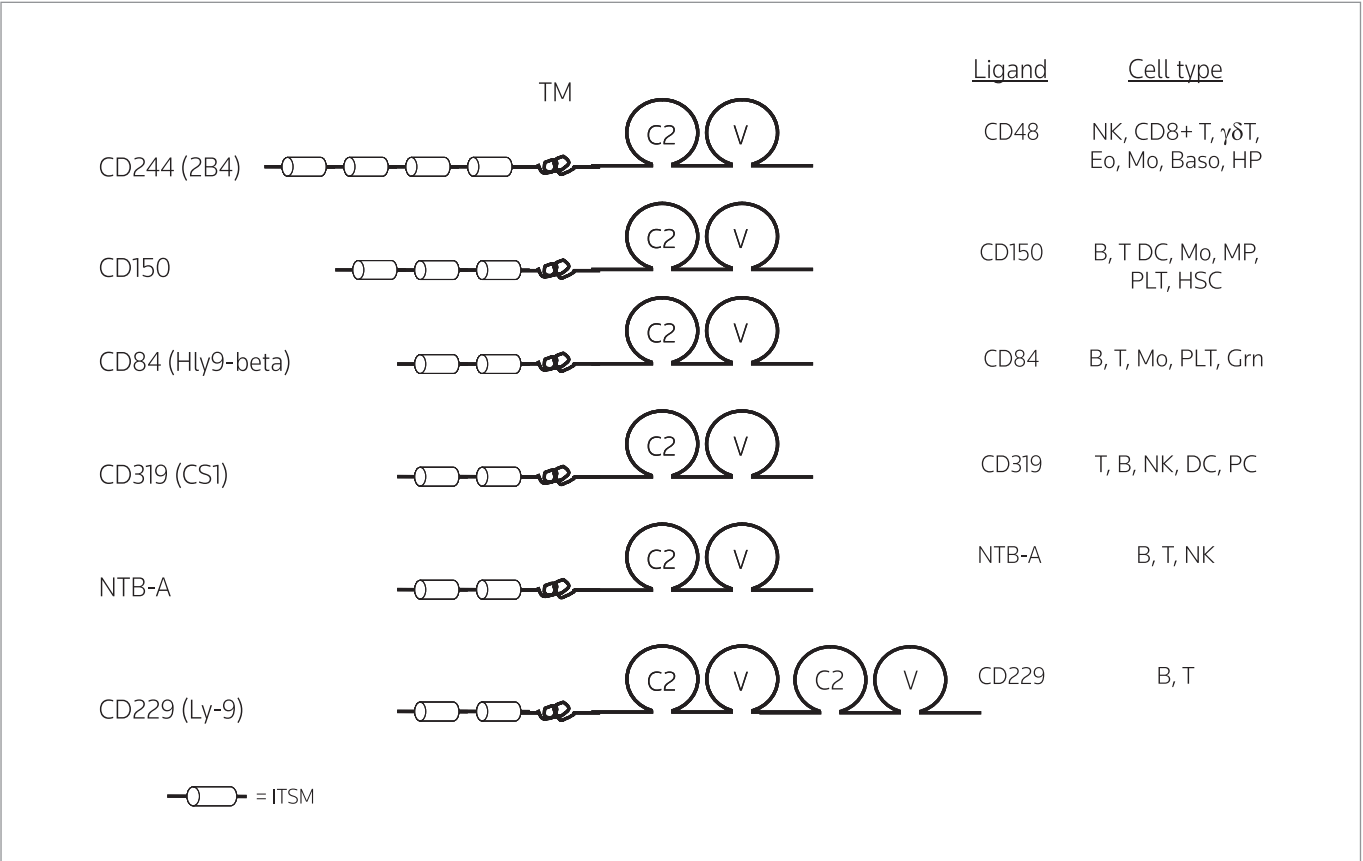 Ligand Cell type
TM
C2 V
CD48 NK, CD8+ T, γδT,
CD244 (2B4) Eo, Mo, Baso, HP
C2 V
CD150 CD150 B, T DC, Mo, MP,
PLT, HSC
C2 V
CD84 (Hly9-beta) CD84 B, T, Mo, PLT, Grn
C2 V
CD319 (CS1) CD319 T, B, NK, DC, PC
C2 V
NTB-A NTB-A B, T, NK
C2 V C2 V CD229 B, T
CD229 (Ly-9)
= ITSM